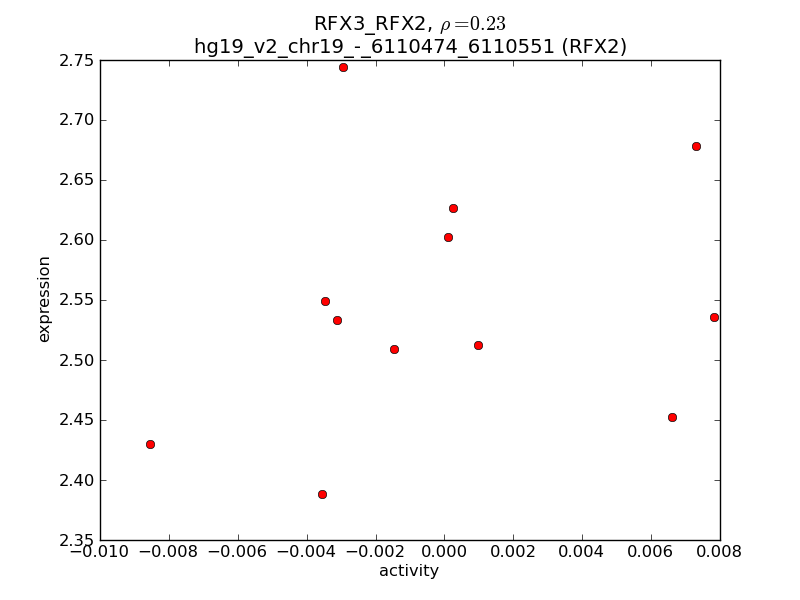 RFX3_RFX2, ρ=0.23
hg19_v2_chr19_-_6110474_6110551 (RFX2)
2.75
2.70
2.65
2.60
2.55
2.50
2.45
2.40
2.35
expression
−0.010 −0.008 −0.006 −0.004 −0.002 0.000 0.002 0.004 0.006 0.008
activity